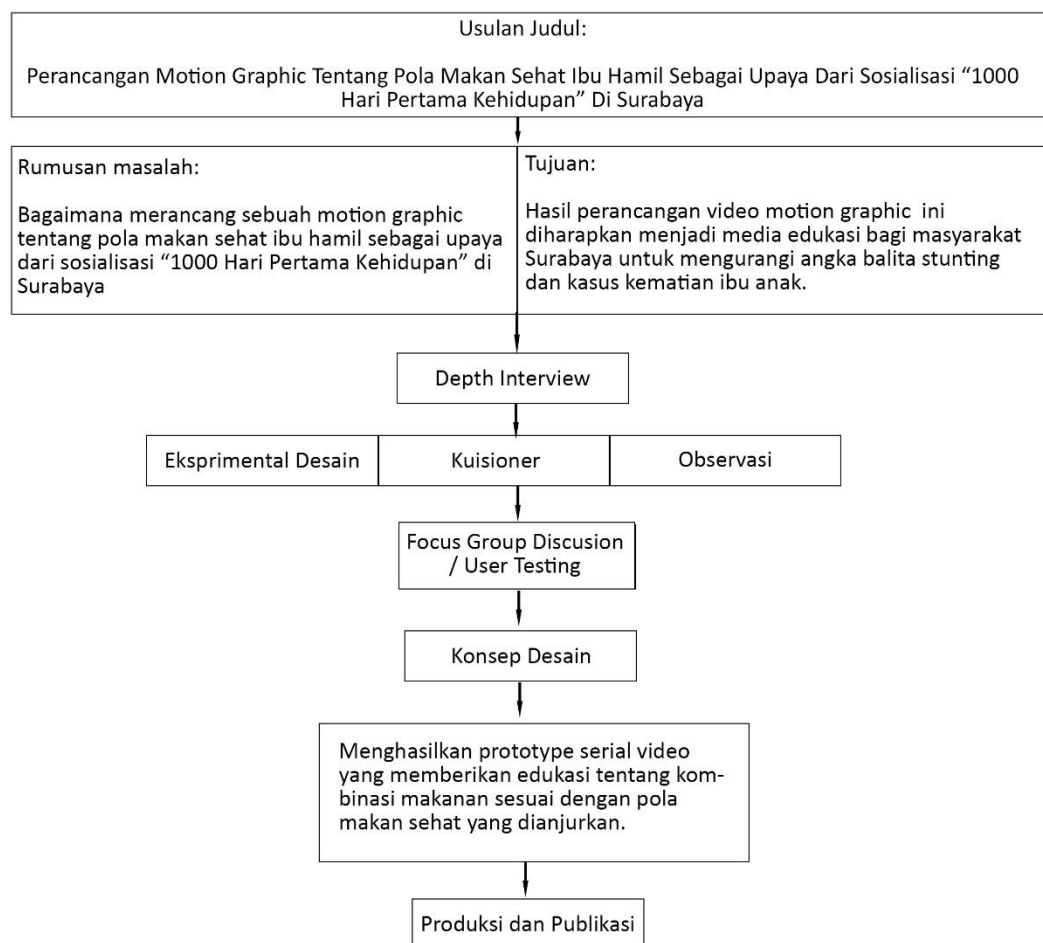 Usulan Judul:
Perancangan Motion Graphic Tentang Pola Makan Sehat Ibu Hamil Sebagai Upaya Dari Sosialisasi “1000
Hari Pertama Kehidupan” Di Surabaya
Rumusan masalah:
Bagaimana merancang sebuah motion graphic
tentang pola makan sehat ibu hamil sebagai upaya
dari sosialisasi “1000 Hari Pertama Kehidupan” di
Surabaya
Tujuan:
Hasil perancangan video motion graphic ini
diharapkan menjadi media edukasi bagi masyarakat
Surabaya untuk mengurangi angka balita stunting
dan kasus kematian ibu anak.
Depth Interview
Eksprimental Desain
Kuisioner
Observasi
Focus Group Discusion
/ User Testing
Konsep Desain
Menghasilkan prototype serial video
yang memberikan edukasi tentang kom-
binasi makanan sesuai dengan pola
makan sehat yang dianjurkan.
Produksi dan Publikasi